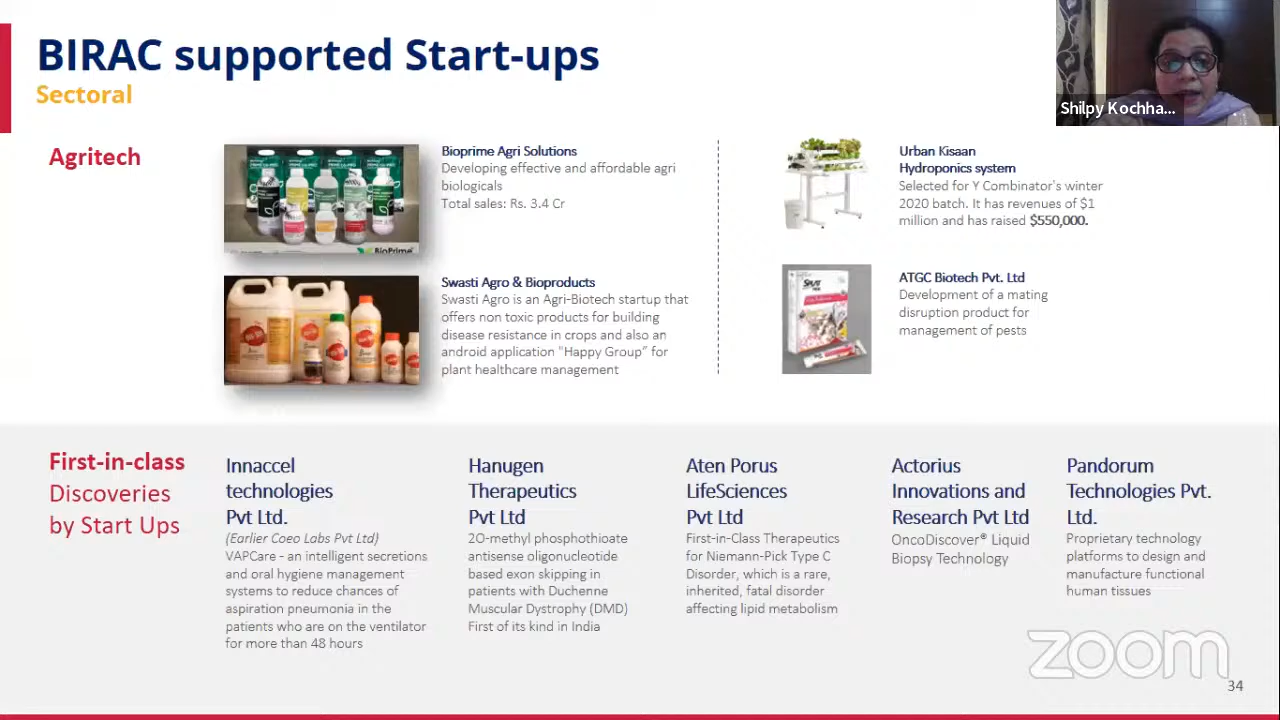 BIRAC supported Start-ups
Sectoral
Shilpy Kochha...
Agritech
BioPrime
Bioprime Agri Solutions
Developing effective and affordable agri
biologicals
Total sales: Rs. 3.4 Cr
Swasti Agro & Bioproducts
Swasti Agro is an Agri-Biotech startup that
offers non toxic products for building
disease resistance in crops and also an
android application "Happy Group" for
plant healthcare management
Urban Kisaan
Hydroponics system
Selected for Y Combinator's winter
2020 batch. It has revenues of $1
million and has raised $550,000.
ATGC Biotech Pvt. Ltd
Development of a mating
disruption product for
management of pests
First-in-class
Discoveries
by Start Ups
Innaccel
technologies
Pvt Ltd.
(Earlier Coeo Labs Pvt Ltd)
VAPCare - an intelligent secretions
and oral hygiene management
systems to reduce chances of
aspiration pneumonia in the
patients who are on the ventilator
for more than 48 hours
Hanugen
Therapeutics
Pvt Ltd
2O-methyl phosphothioate
antisense oligonucleotide
based exon skipping in
patients with Duchenne
Muscular Dystrophy (DMD)
First of its kind in India
Aten Porus
LifeSciences
Pvt Ltd
First-in-Class Therapeutics
for Niemann-Pick Type C
Disorder, which is a rare,
inherited, fatal disorder
affecting lipid metabolism
Actorius
Innovations and
Research Pvt Ltd
OncoDiscover® Liquid
Biopsy Technology
Pandorum
Technologies Pvt.
Ltd.
Proprietary technology
platforms to design and
manufacture functional
human tissues
zoom
34